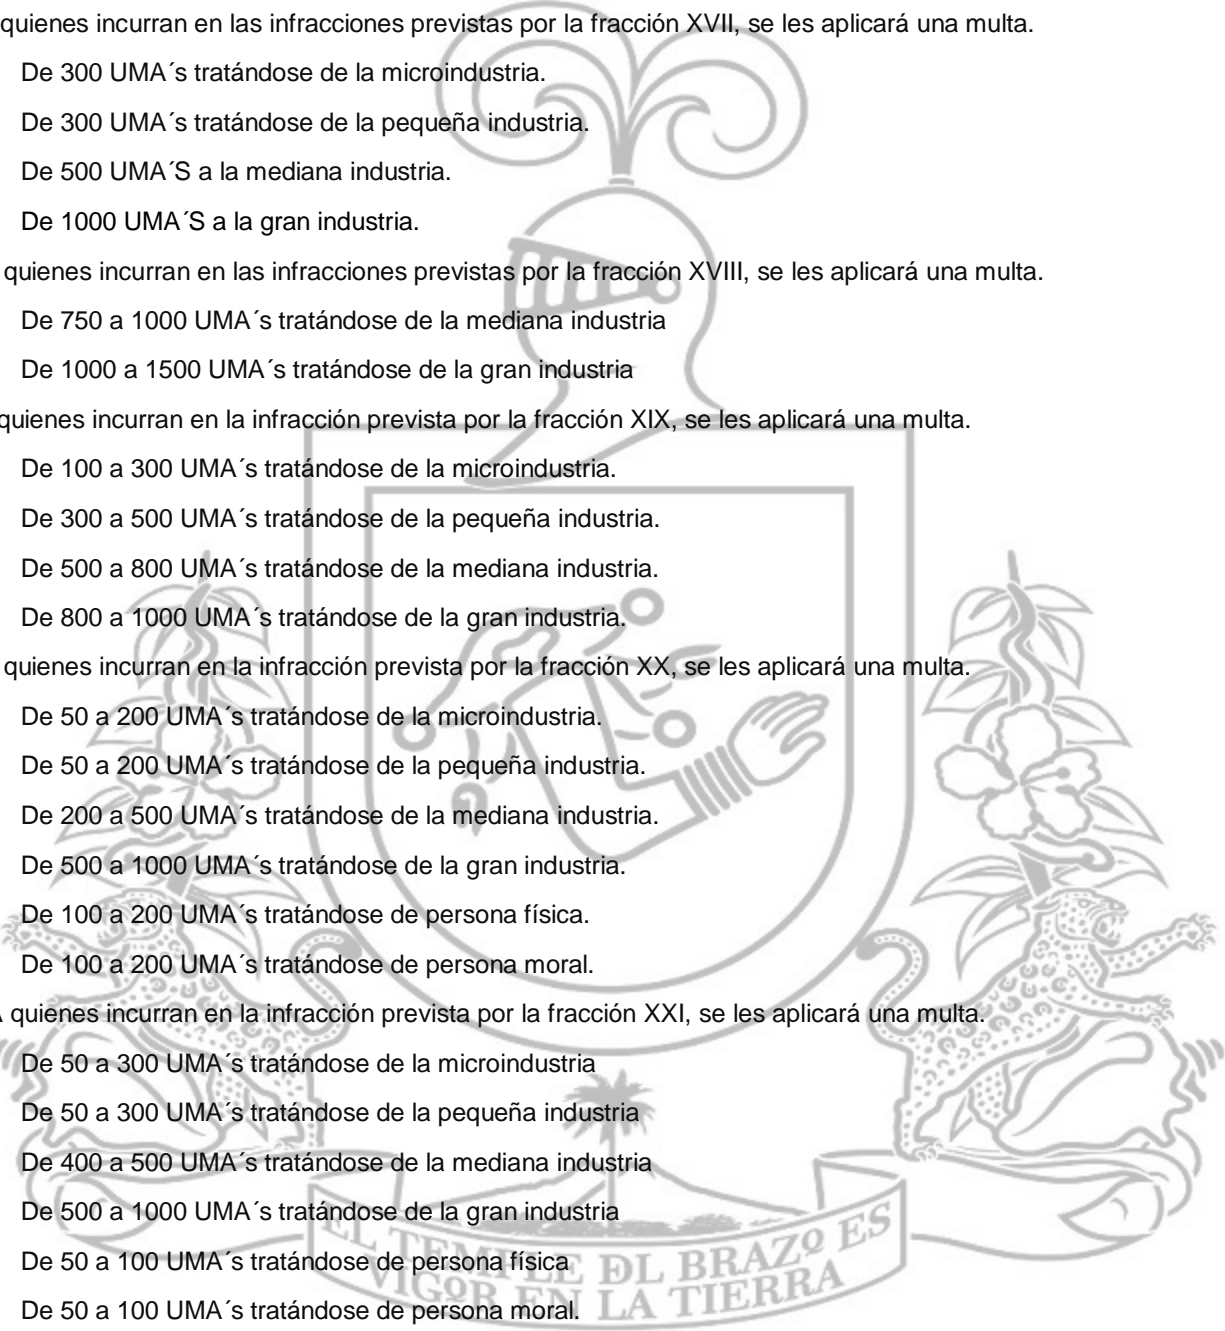 quienes incurran en las infracciones previstas por la fracción XVII, se les aplicará una multa.
De 300 UMA´s tratándose de la microindustria.
De 300 UMA´s tratándose de la pequeña industria.
De 500 UMA´S a la mediana industria.
De 1000 UMA´S a la gran industria.
quienes incurran en las infracciones previstas por la fracción XVIII, se les aplicará una multa.
De 750 a 1000 UMA´s tratándose de la mediana industria
De 1000 a 1500 UMA´s tratándose de la gran industria
quienes incurran en la infracción prevista por la fracción XIX, se les aplicará una multa.
De 100 a 300 UMA´s tratándose de la microindustria.
De 300 a 500 UMA´s tratándose de la pequeña industria.
De 500 a 800 UMA´s tratándose de la mediana industria.
De 800 a 1000 UMA´s tratándose de la gran industria.
quienes incurran en la infracción prevista por la fracción XX, se les aplicará una multa.
De 50 a 200 UMA´s tratándose de la microindustria.
De 50 a 200 UMA´s tratándose de la pequeña industria.
De 200 a 500 UMA´s tratándose de la mediana industria.
De 500 a 1000 UMA´s tratándose de la gran industria.
De 100 a 200 UMA´s tratándose de persona física.
De 100 a 200 UMA´s tratándose de persona moral.
A quienes incurran en la infracción prevista por la fracción XXI, se les aplicará una multa.
De 50 a 300 UMA´s tratándose de la microindustria
De 50 a 300 UMA´s tratándose de la pequeña industria
De 400 a 500 UMA´s tratándose de la mediana industria
De 500 a 1000 UMA´s tratándose de la gran industria
De 50 a 100 UMA´s tratándose de persona física
De 50 a 100 UMA´s tratándose de persona moral.
EL TEMPLE DL BRAZO ES
VIGOR EN LA TIERRA